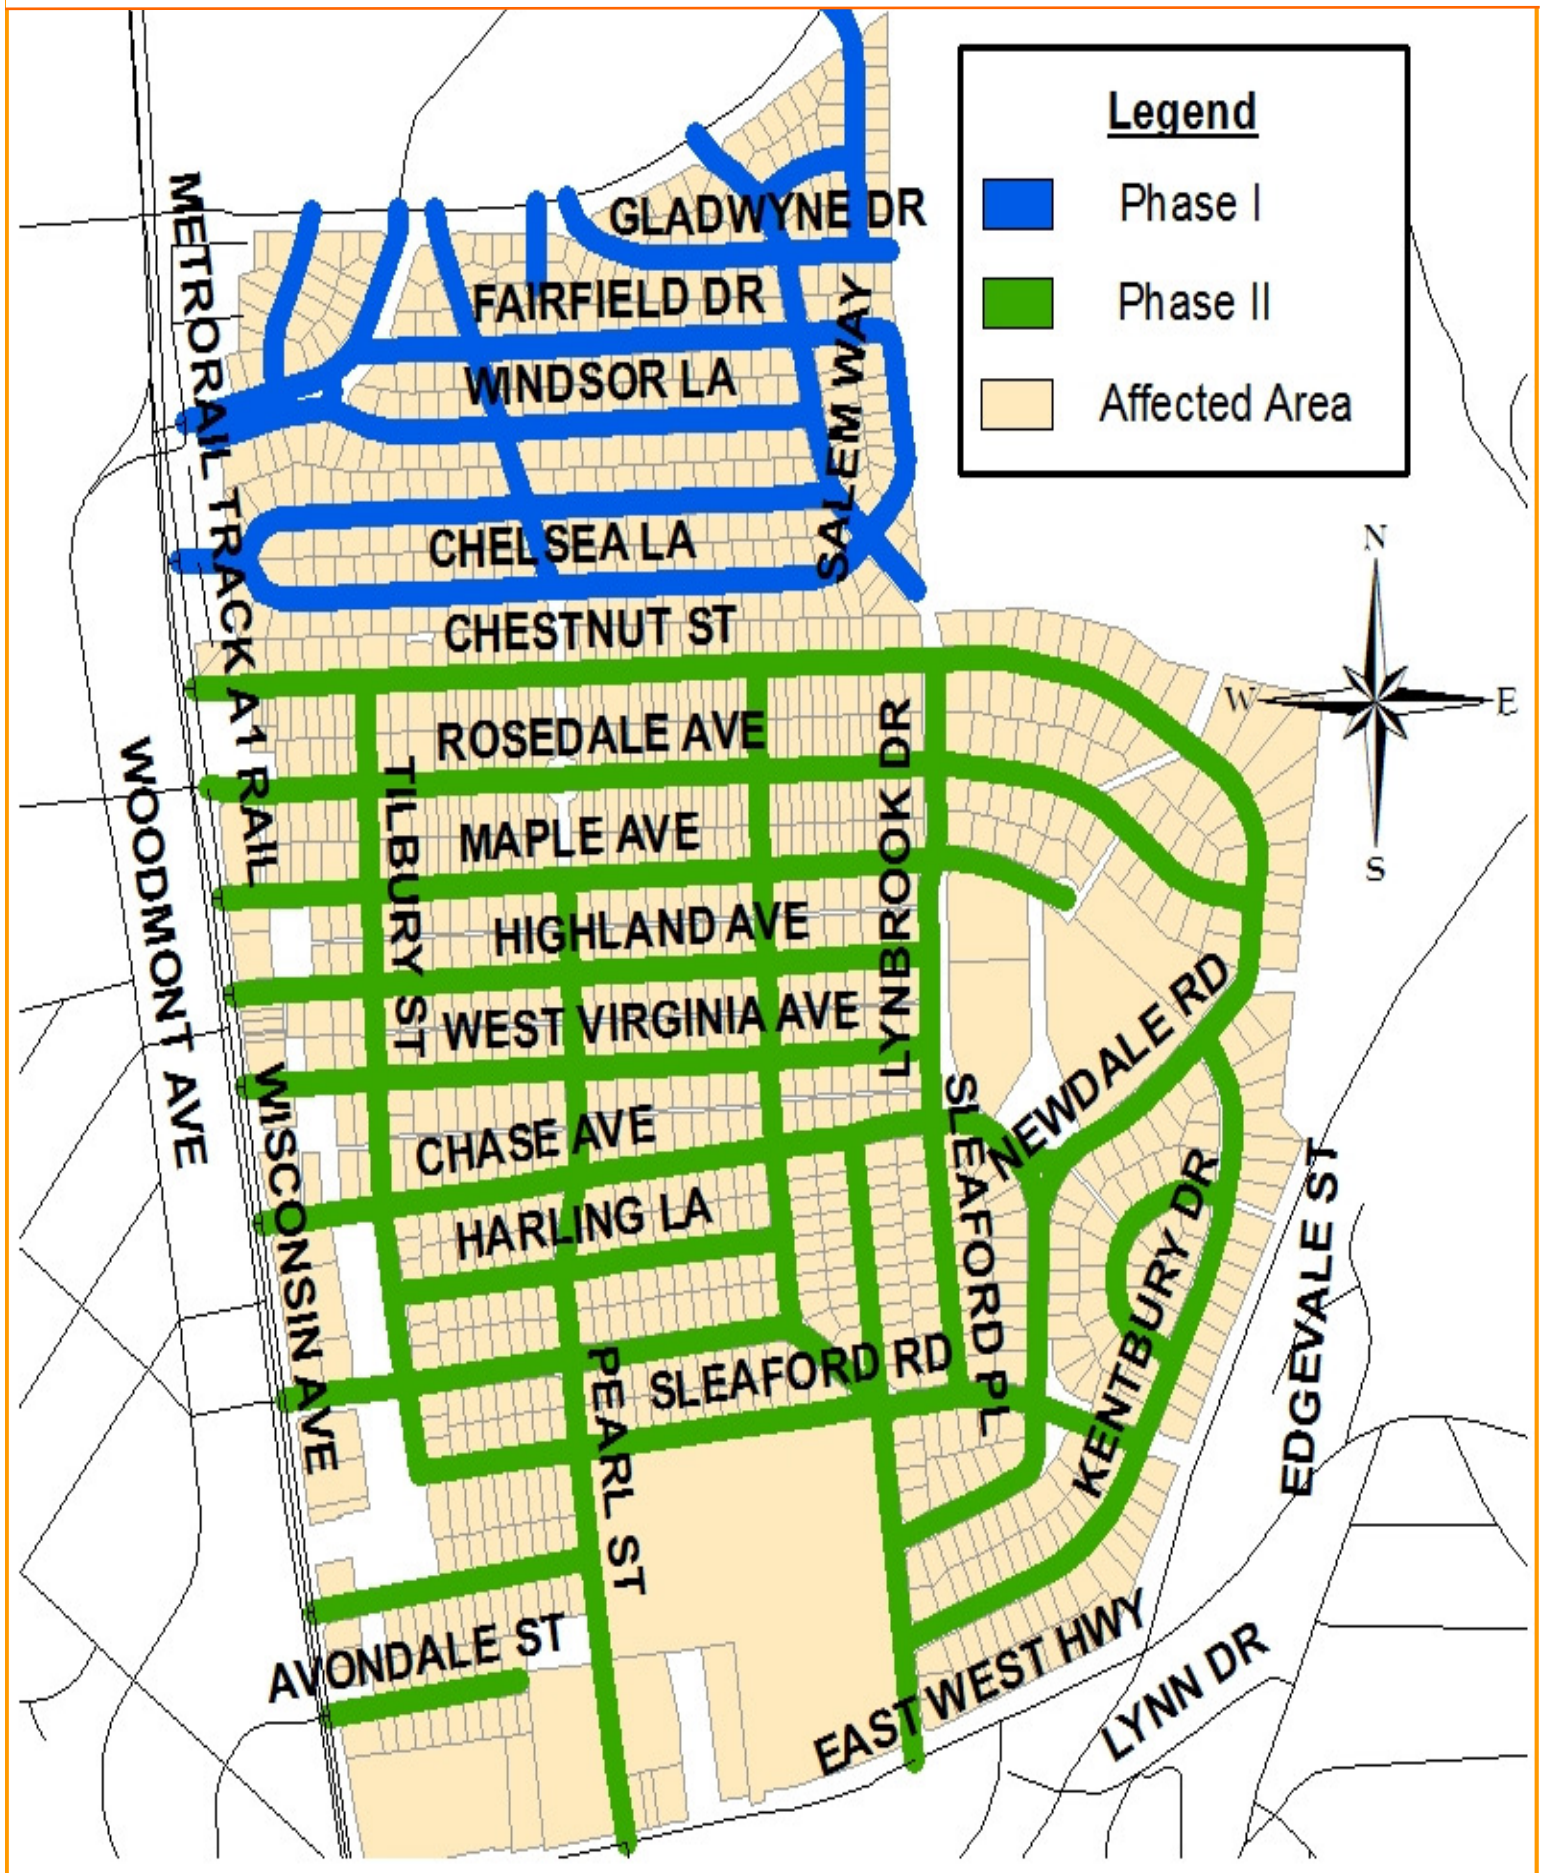 Legend
Phase I
Phase II
Affected Area
N
W
E
S
METRORAIL TRACK A1 RAIL
GLADWYNE DR
FAIRFIELD DR
WINDSOR LA
SALEM WAY
CHELSEA LA
CHESTNUT ST
ROSEDALE AVE
LYNBROOK DR
WOODMONT AVE
TILBURY ST
MAPLE AVE
HIGHLAND AVE
WEST VIRGINIA AVE
NEWDALE RD
WISCONSIN AVE
SLEAFORD PL
CHASE AVE
HARLING LA
KENTBURY DR
EDGEVALE ST
SLEAFORD RD
PEARL ST
AVONDALE ST
EAST WEST HWY
LYNN DR